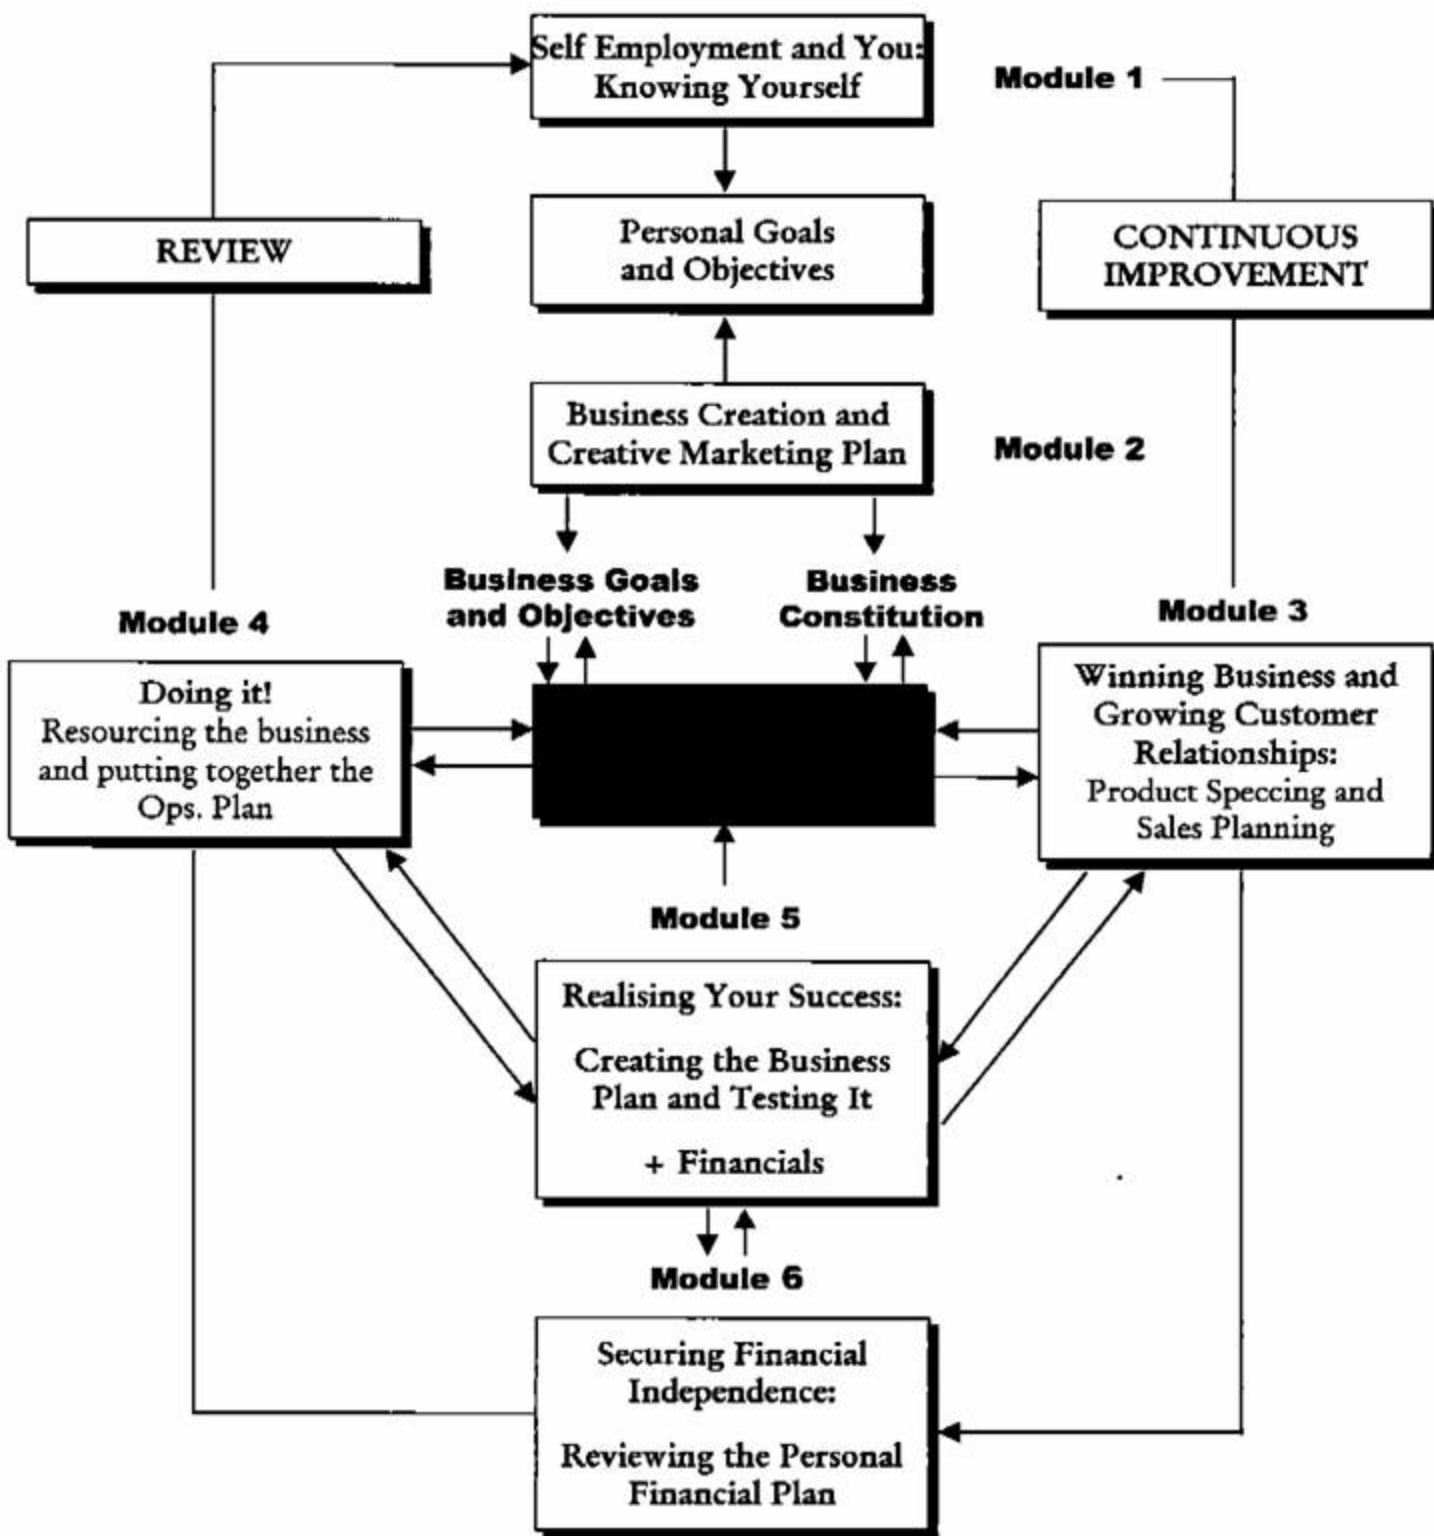 Self Employment and You:
Knowing Yourself
Module 1
REVIEW
Personal Goals
and Objectives
CONTINUOUS
IMPROVEMENT
Business Creation and
Creative Marketing Plan
Module 2
Business Goals
and Objectives
Business
Constitution
Module 4
Doing it!
Resourcing the business
and putting together the
Ops. Plan
Module 3
Winning Business and
Growing Customer
Relationships:
Product Speccing and
Sales Planning
Module 5
Realising Your Success:
Creating the Business
Plan and Testing It
+ Financials
Module 6
Securing Financial
Independence:
Reviewing the Personal
Financial Plan